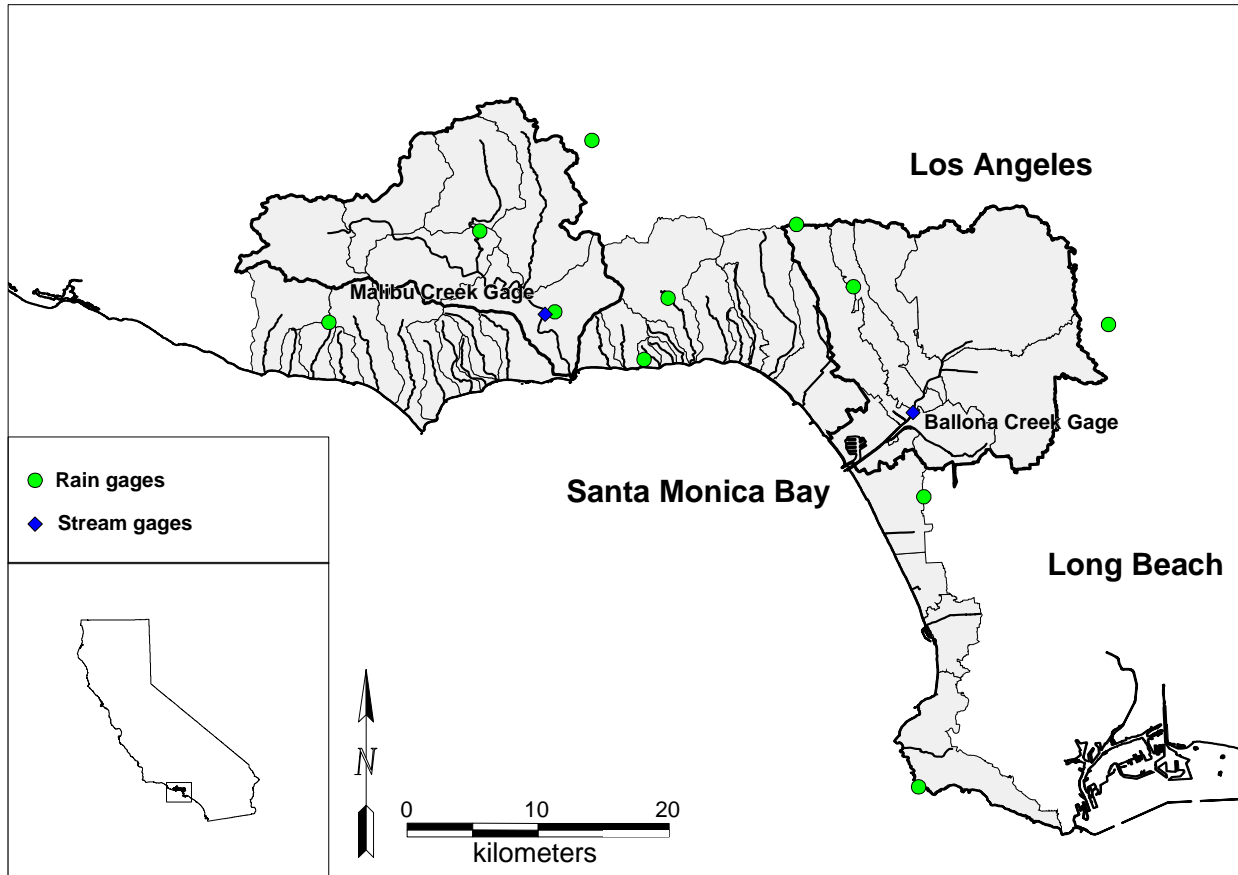 Los Angeles
Malibu Creek Gage
Ballona Creek Gage
Rain gages
Stream gages
Santa Monica Bay
Long Beach
N
0 10 20
kilometers